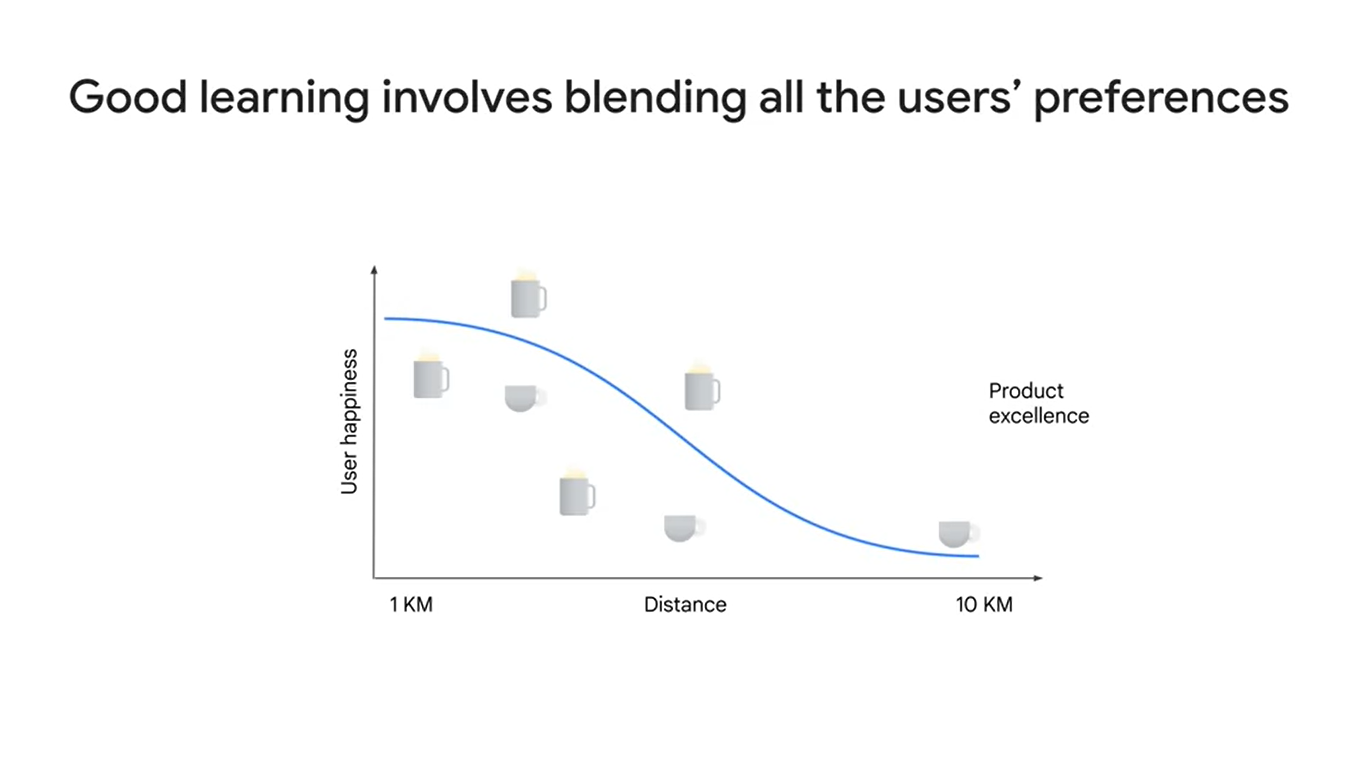 Good learning involves blending all the users’ preferences
User happiness
Product
excellence
1 KM
Distance
10 KM